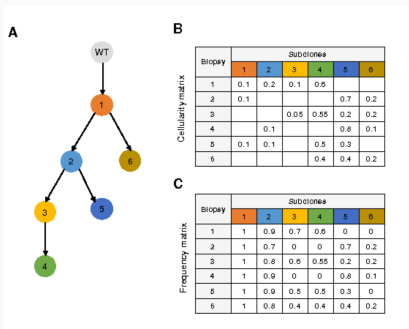 A
WT
1
2
6
3
5
4
B
Cellularity matrix
Biopsy Subclones
1 2 3 4 5 6
1 0.1 0.2 0.1 0.6
2 0.1 0.7 0.2
3 0.05 0.55 0.2 0.2
4 0.1 0.8 0.1
5 0.1 0.1 0.5 0.3
6 0.4 0.4 0.2
C
Frequency matrix
Biopsy Subclones
1 2 3 4 5 6
1 1 0.9 0.7 0.6 0 0
2 1 0.7 0 0 0.7 0.2
3 1 0.8 0.6 0.55 0.2 0.2
4 1 0.9 0 0 0.8 0.1
5 1 0.9 0.5 0.5 0.3 0
6 1 0.8 0.4 0.4 0.4 0.2